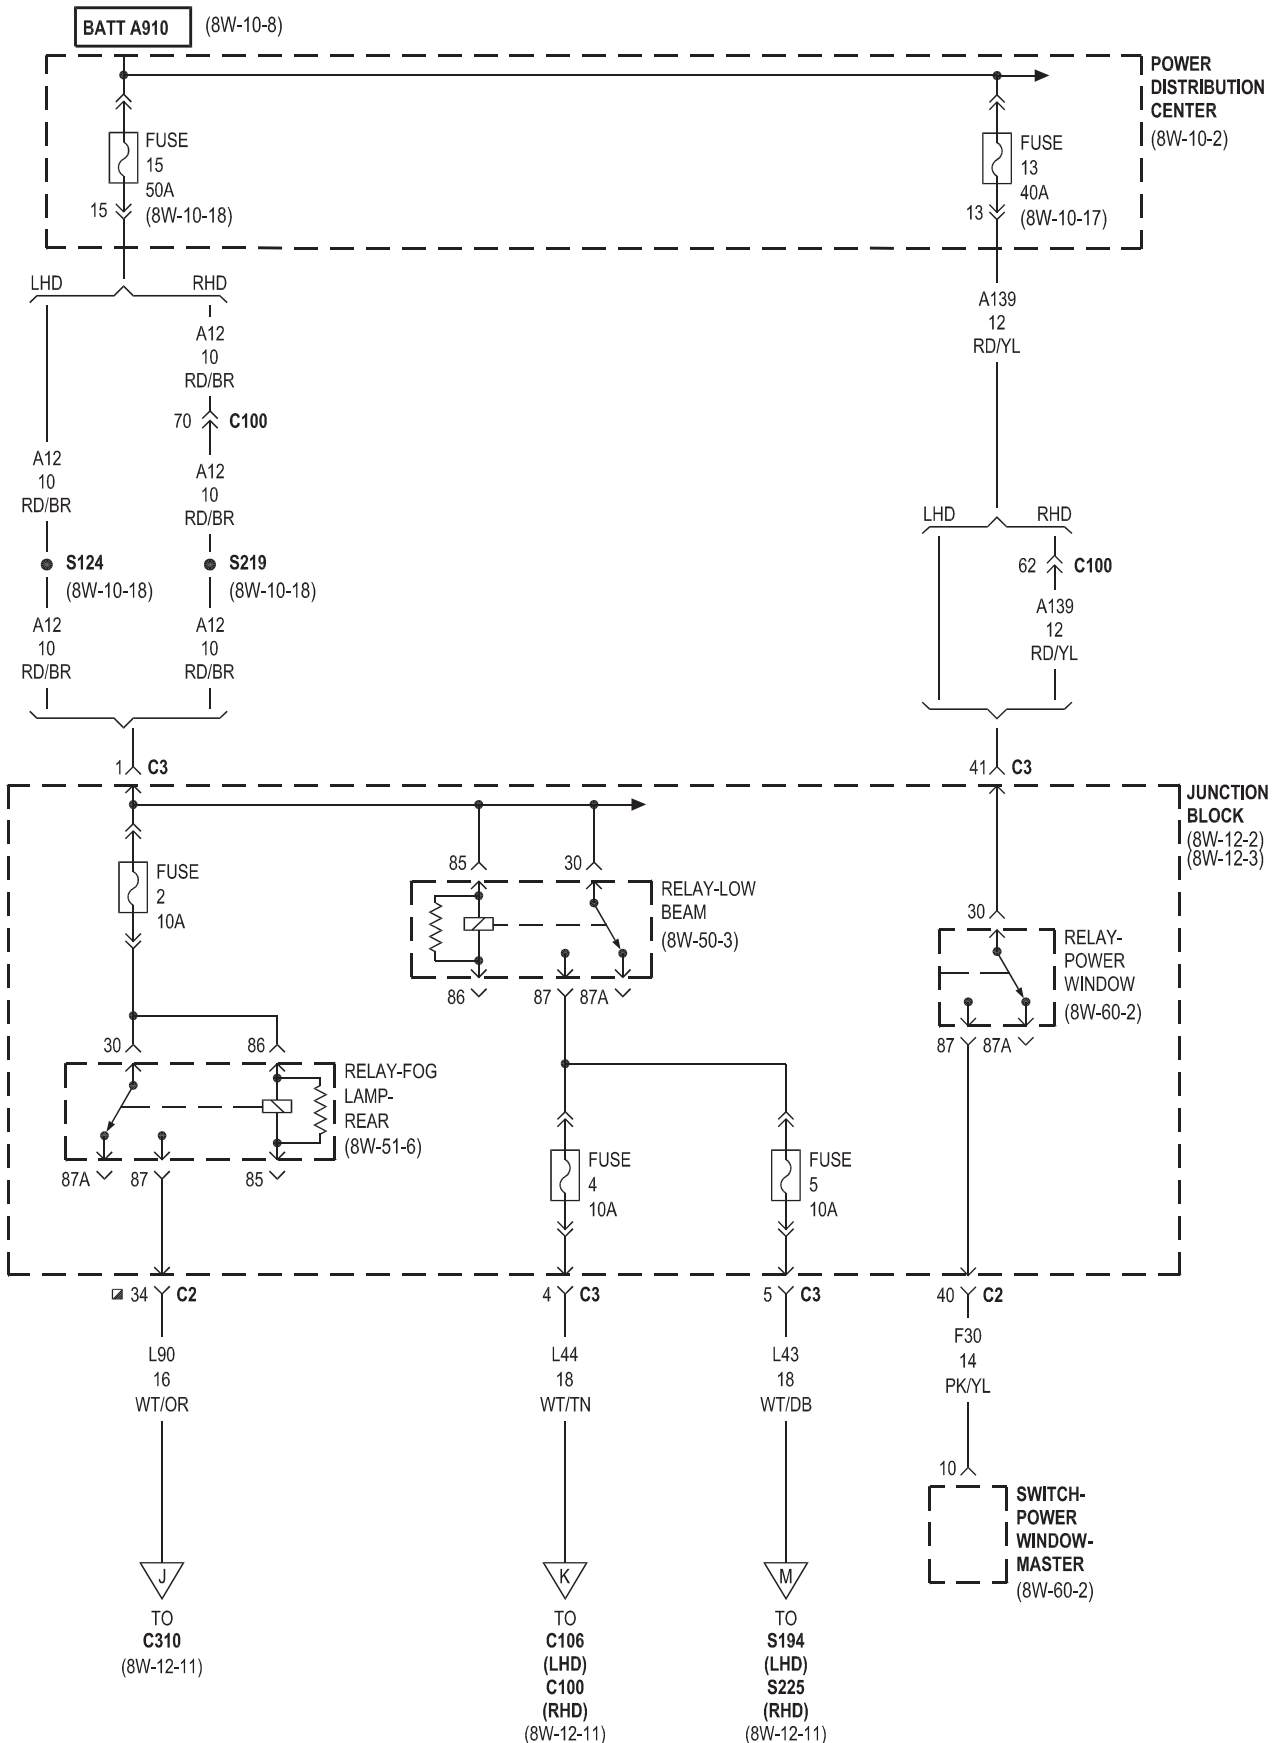 BATT A910
(8W-10-8)
POWER
DISTRIBUTION
CENTER
(8W-10-2)
FUSE
15
50A
(8W-10-18)
15
FUSE
13
40A
(8W-10-17)
13
LHD
RHD
A12
10
RD/BR
70
C100
A12
10
RD/BR
A12
10
RD/BR
S124
(8W-10-18)
S219
(8W-10-18)
A12
10
RD/BR
A12
10
RD/BR
A139
12
RD/YL
LHD
RHD
62
C100
A139
12
RD/YL
1
C3
41
C3
JUNCTION
BLOCK
(8W-12-2)
(8W-12-3)
FUSE
2
10A
85
30
RELAY-LOW
BEAM
(8W-50-3)
86
87
87A
30
RELAY-
POWER
WINDOW
(8W-60-2)
87
87A
30
86
RELAY-FOG
LAMP-
REAR
(8W-51-6)
87A
87
85
FUSE
4
10A
FUSE
5
10A
34
C2
4
C3
5
C3
40
C2
L90
16
WT/OR
L44
18
WT/TN
L43
18
WT/DB
F30
14
PK/YL
10
SWITCH-
POWER
WINDOW-
MASTER
(8W-60-2)
J
TO
C310
(8W-12-11)
K
TO
C106
(LHD)
C100
(RHD)
(8W-12-11)
M
TO
S194
(LHD)
S225
(RHD)
(8W-12-11)